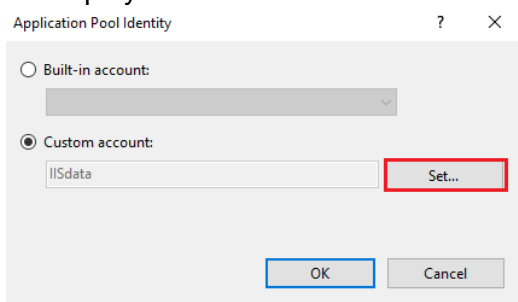 Application Pool Identity ? ×
Built-in account:
Custom account:
IISdata Set...
OK Cancel